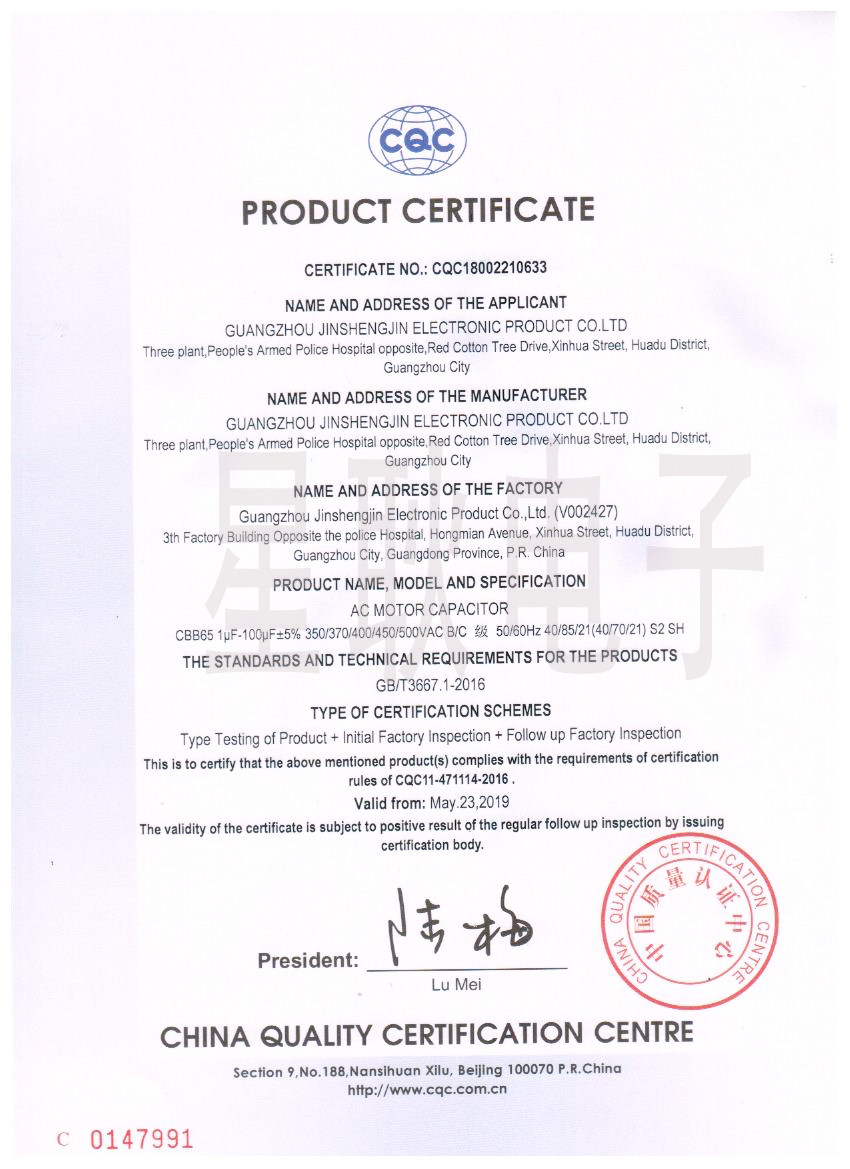 CQC
PRODUCT CERTIFICATE
CERTIFICATE NO.: CQC18002210633
NAME AND ADDRESS OF THE APPLICANT
GUANGZHOU JINSHENGJIN ELECTRONIC PRODUCT CO.LTD
Three plant,People's Armed Police Hospital opposite,Red Cotton Tree Drive,Xinhua Street, Huadu District,
Guangzhou City
NAME AND ADDRESS OF THE MANUFACTURER
GUANGZHOU JINSHENGJIN ELECTRONIC PRODUCT CO.LTD
Three plant,People's Armed Police Hospital opposite,Red Cotton Tree Drive,Xinhua Street, Huadu District,
Guangzhou City
NAME AND ADDRESS OF THE FACTORY
Guangzhou Jinshengjin Electronic Product Co.,Ltd. (V002427)
3th Factory Building Opposite the police Hospital, Hongmian Avenue, Xinhua Street, Huadu District,
Guangzhou City, Guangdong Province, P.R. China
星耿电子
PRODUCT NAME, MODEL AND SPECIFICATION
AC MOTOR CAPACITOR
CBB65 1μF-100μF±5% 350/370/400/450/500VAC B/C 级 50/60Hz 40/85/21(40/70/21) S2 SH
THE STANDARDS AND TECHNICAL REQUIREMENTS FOR THE PRODUCTS
GB/T3667.1-2016
TYPE OF CERTIFICATION SCHEMES
Type Testing of Product + Initial Factory Inspection + Follow up Factory Inspection
This is to certify that the above mentioned product(s) complies with the requirements of certification
rules of CQC11-471114-2016 .
Valid from: May.23,2019
The validity of the certificate is subject to positive result of the regular follow up inspection by issuing
certification body.
CHINA QUALITY CERTIFICATION CENTRE
中国质量认证中心
President: 陆梅
Lu Mei
CHINA QUALITY CERTIFICATION CENTRE
Section 9,No.188,Nansihuan Xilu, Beijing 100070 P.R.China
http://www.cqc.com.cn
C 0147991